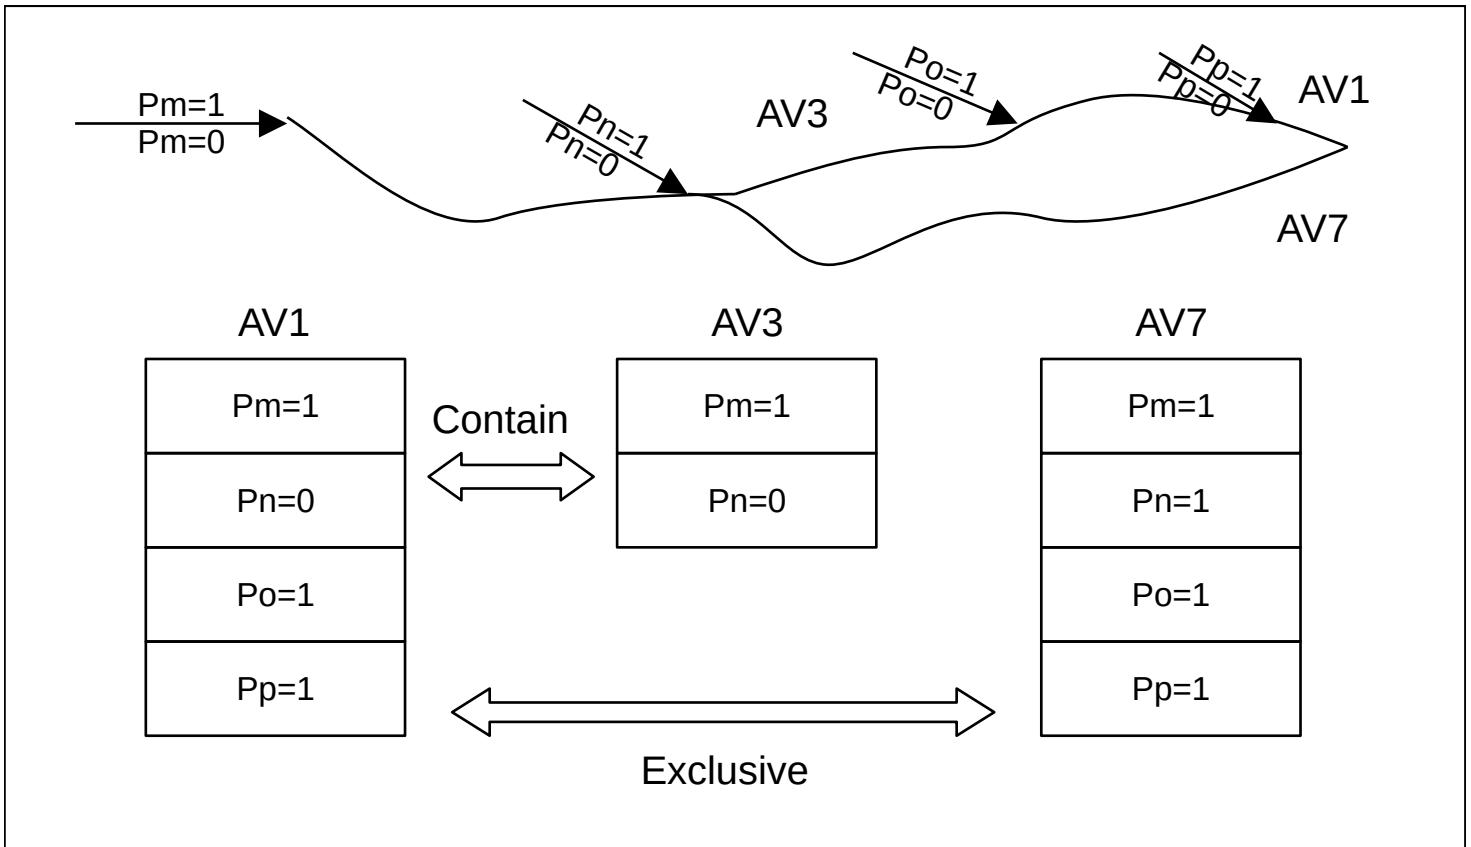 Pm=1
Pm=0
Pn=1
Pn=0
AV3
Po=1
Po=0
Pp=1
Pp=0
AV1
AV7
AV1
AV3
AV7
Pm=1
Pn=0
Po=1
Pp=1
Contain
Pm=1
Pn=0
Pm=1
Pn=1
Po=1
Pp=1
Exclusive